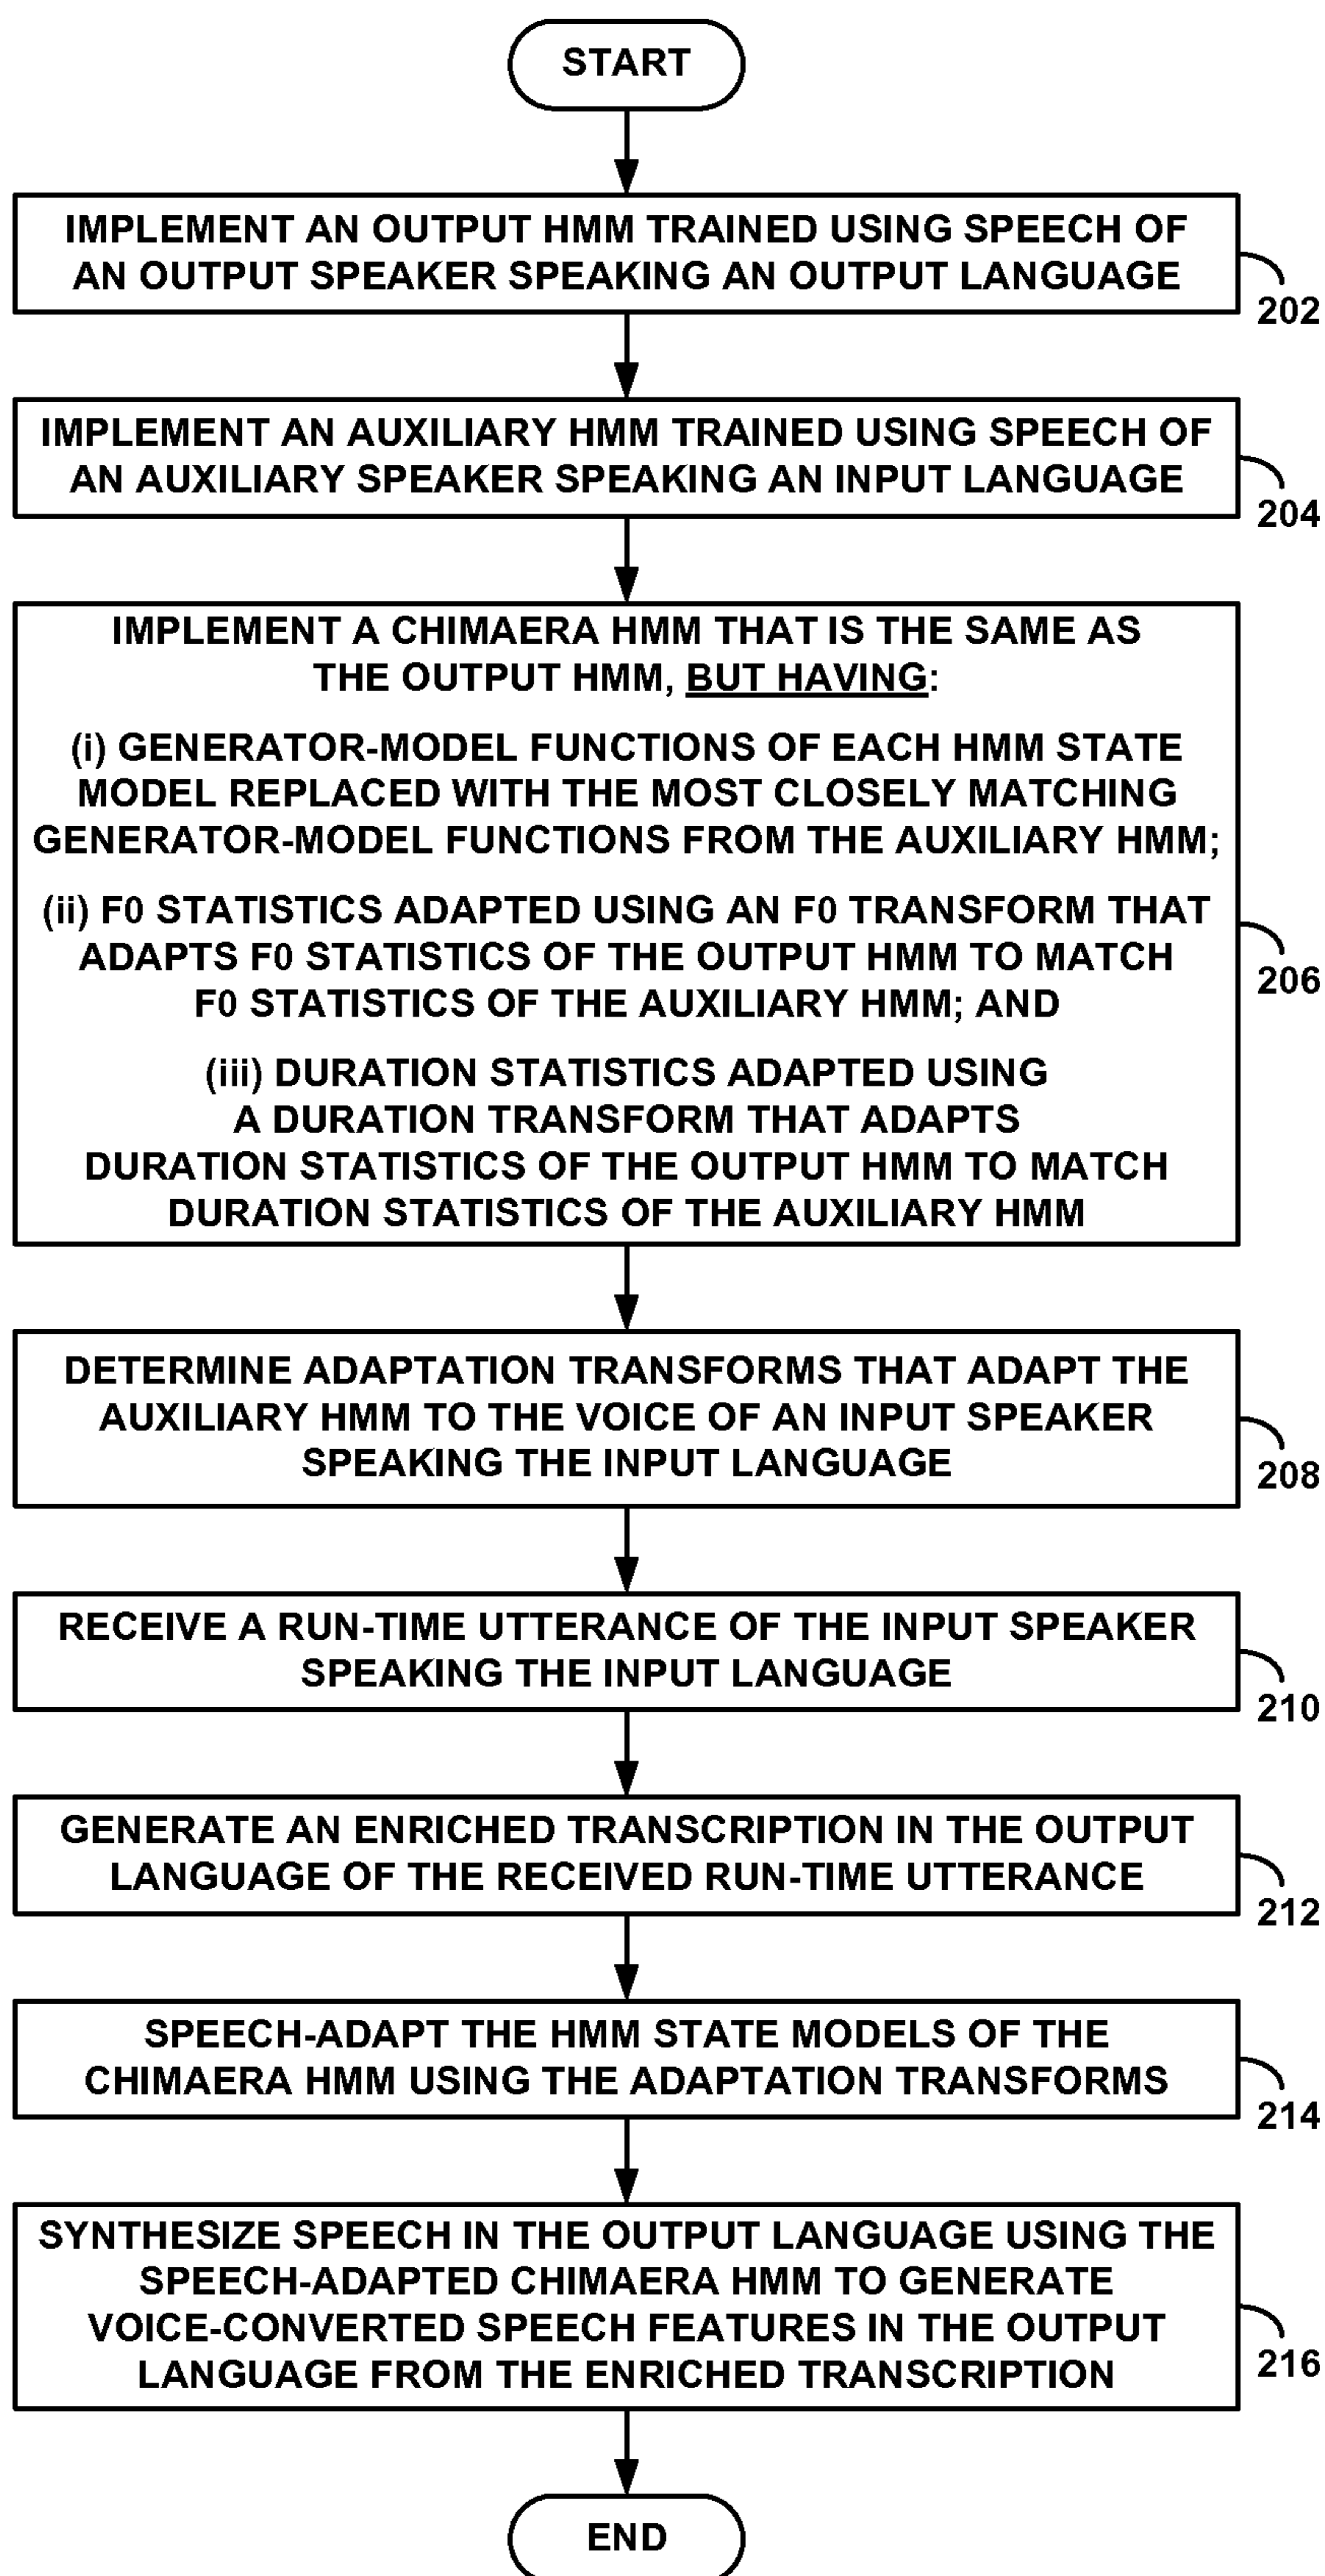 START
IMPLEMENT AN OUTPUT HMM TRAINED USING SPEECH OF
AN OUTPUT SPEAKER SPEAKING AN OUTPUT LANGUAGE
202
IMPLEMENT AN AUXILIARY HMM TRAINED USING SPEECH OF
AN AUXILIARY SPEAKER SPEAKING AN INPUT LANGUAGE
204
IMPLEMENT A CHIMAERA HMM THAT IS THE SAME AS
THE OUTPUT HMM, BUT HAVING:
(i) GENERATOR-MODEL FUNCTIONS OF EACH HMM STATE
MODEL REPLACED WITH THE MOST CLOSELY MATCHING
GENERATOR-MODEL FUNCTIONS FROM THE AUXILIARY HMM;
(ii) F0 STATISTICS ADAPTED USING AN F0 TRANSFORM THAT
ADAPTS F0 STATISTICS OF THE OUTPUT HMM TO MATCH
F0 STATISTICS OF THE AUXILIARY HMM; AND
(iii) DURATION STATISTICS ADAPTED USING
A DURATION TRANSFORM THAT ADAPTS
DURATION STATISTICS OF THE OUTPUT HMM TO MATCH
DURATION STATISTICS OF THE AUXILIARY HMM
206
DETERMINE ADAPTATION TRANSFORMS THAT ADAPT THE
AUXILIARY HMM TO THE VOICE OF AN INPUT SPEAKER
SPEAKING THE INPUT LANGUAGE
208
RECEIVE A RUN-TIME UTTERANCE OF THE INPUT SPEAKER
SPEAKING THE INPUT LANGUAGE
210
GENERATE AN ENRICHED TRANSCRIPTION IN THE OUTPUT
LANGUAGE OF THE RECEIVED RUN-TIME UTTERANCE
212
SPEECH-ADAPT THE HMM STATE MODELS OF THE
CHIMAERA HMM USING THE ADAPTATION TRANSFORMS
214
SYNTHESIZE SPEECH IN THE OUTPUT LANGUAGE USING THE
SPEECH-ADAPTED CHIMAERA HMM TO GENERATE
VOICE-CONVERTED SPEECH FEATURES IN THE OUTPUT
LANGUAGE FROM THE ENRICHED TRANSCRIPTION
216
END